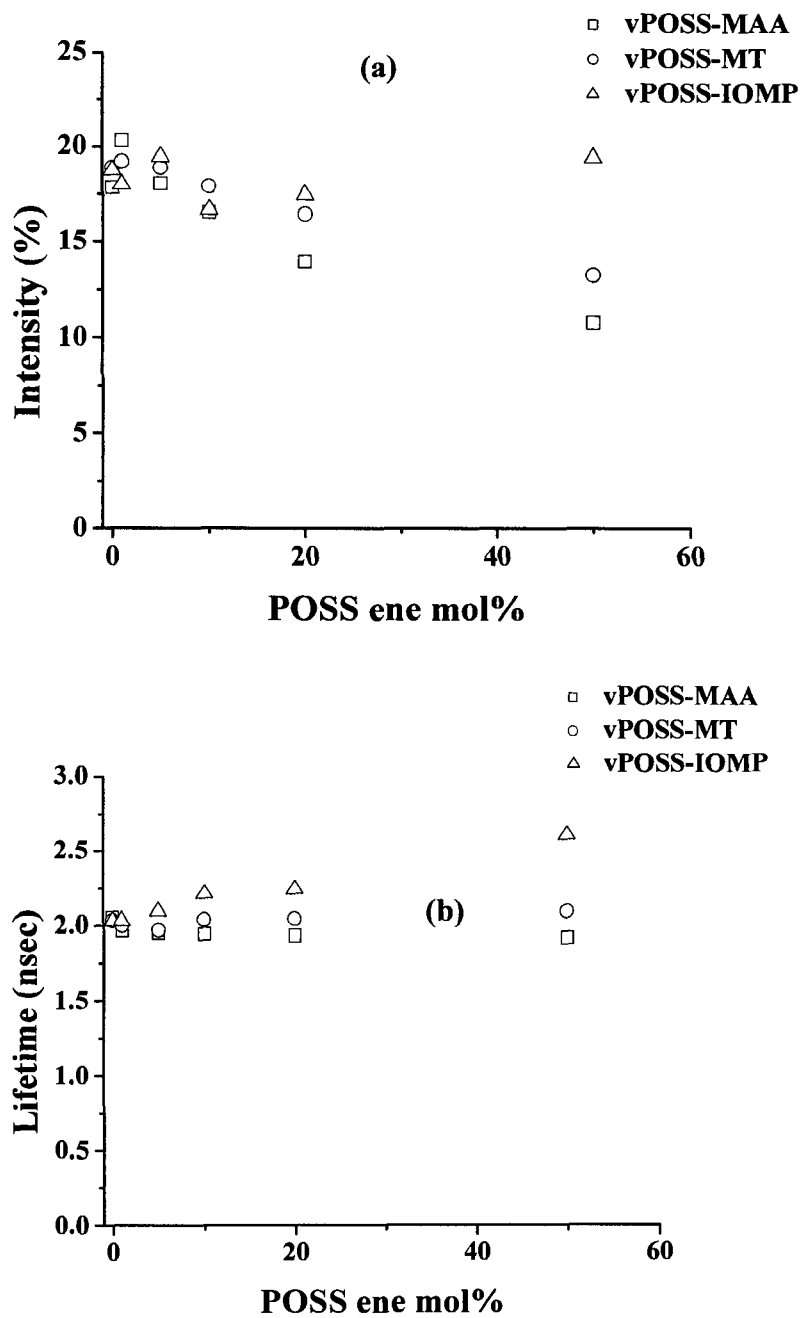 vPOSS-MAA
vPOSS-MT
vPOSS-IOMP
(a)
25
20
15
10
5
0
Intensity (%)
0 20 40 60
POSS ene mol%
vPOSS-MAA
vPOSS-MT
vPOSS-IOMP
3.0
2.5
2.0
1.5
1.0
0.5
0.0
(b)
Lifetime (nsec)
0 20 40 60
POSS ene mol%